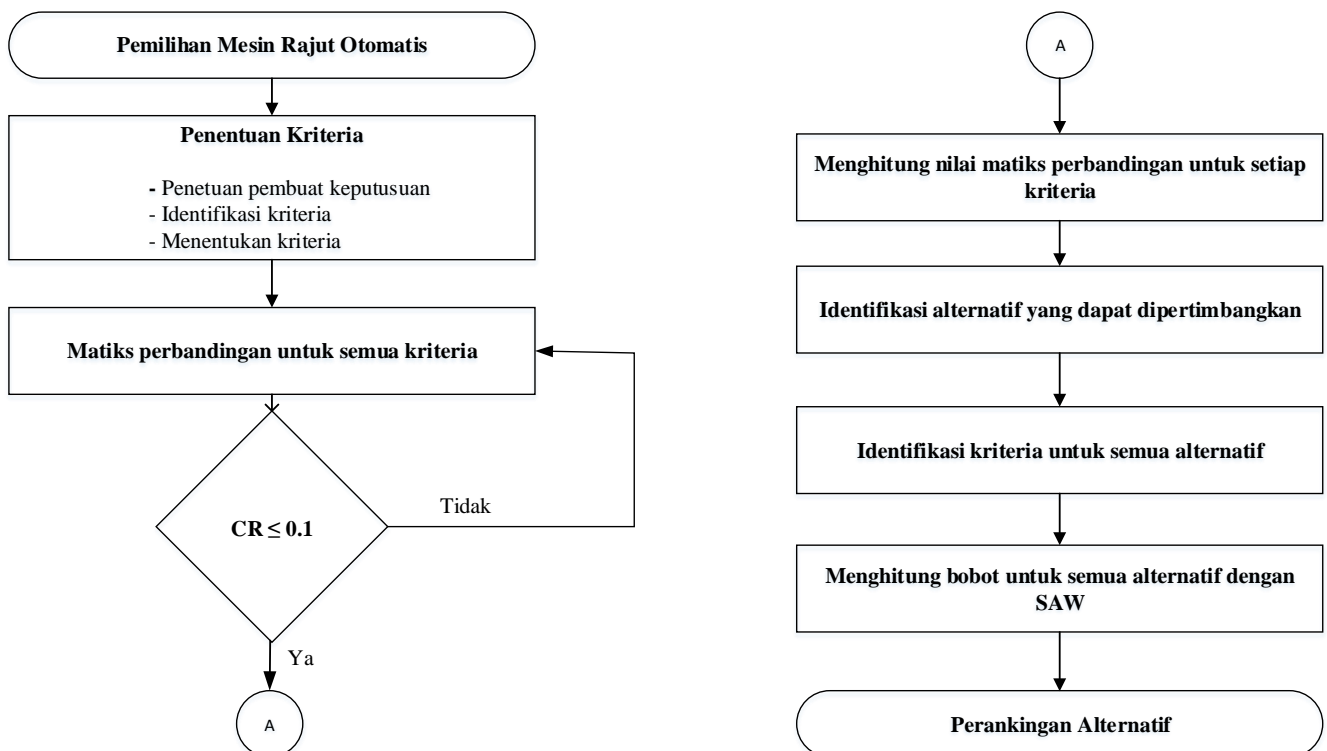 Pemilihan Mesin Rajut Otomatis
Penentuan Kriteria
- Penetuan pembuat keputusuan
- Identifikasi kriteria
- Menentukan kriteria
Matiks perbandingan untuk semua kriteria
CR ≤ 0.1
Tidak
Ya
A
A
Menghitung nilai matiks perbandingan untuk setiap
kriteria
Identifikasi alternatif yang dapat dipertimbangkan
Identifikasi kriteria untuk semua alternatif
Menghitung bobot untuk semua alternatif dengan
SAW
Perankingan Alternatif